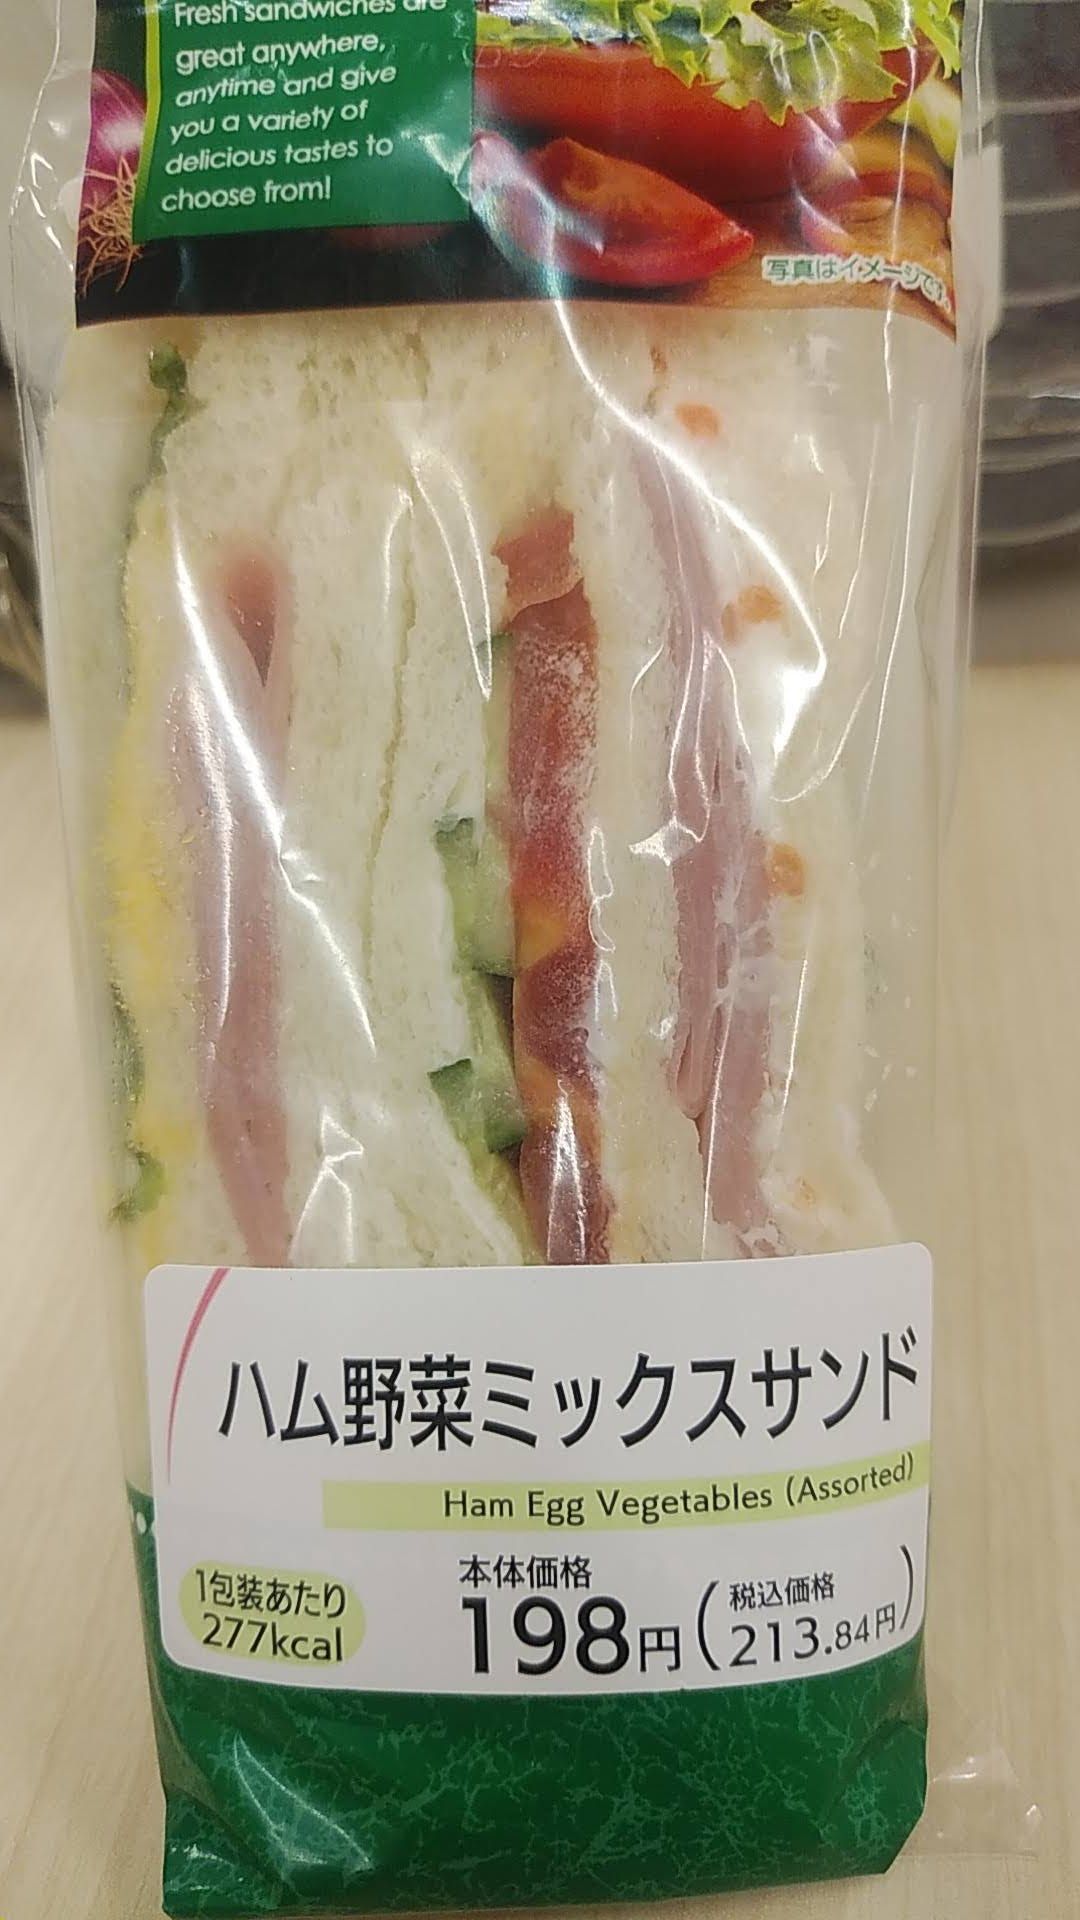 Fresh sandwiches are
great anywhere,
anytime and give
you a variety of
delicious tastes to
choose from!
写真はイメージです。
ハム野菜ミックスサンド
Ham Egg Vegetables (Assorted)
1包装あたり
277kcal
本体価格
198円
(税込価格
213.84円)